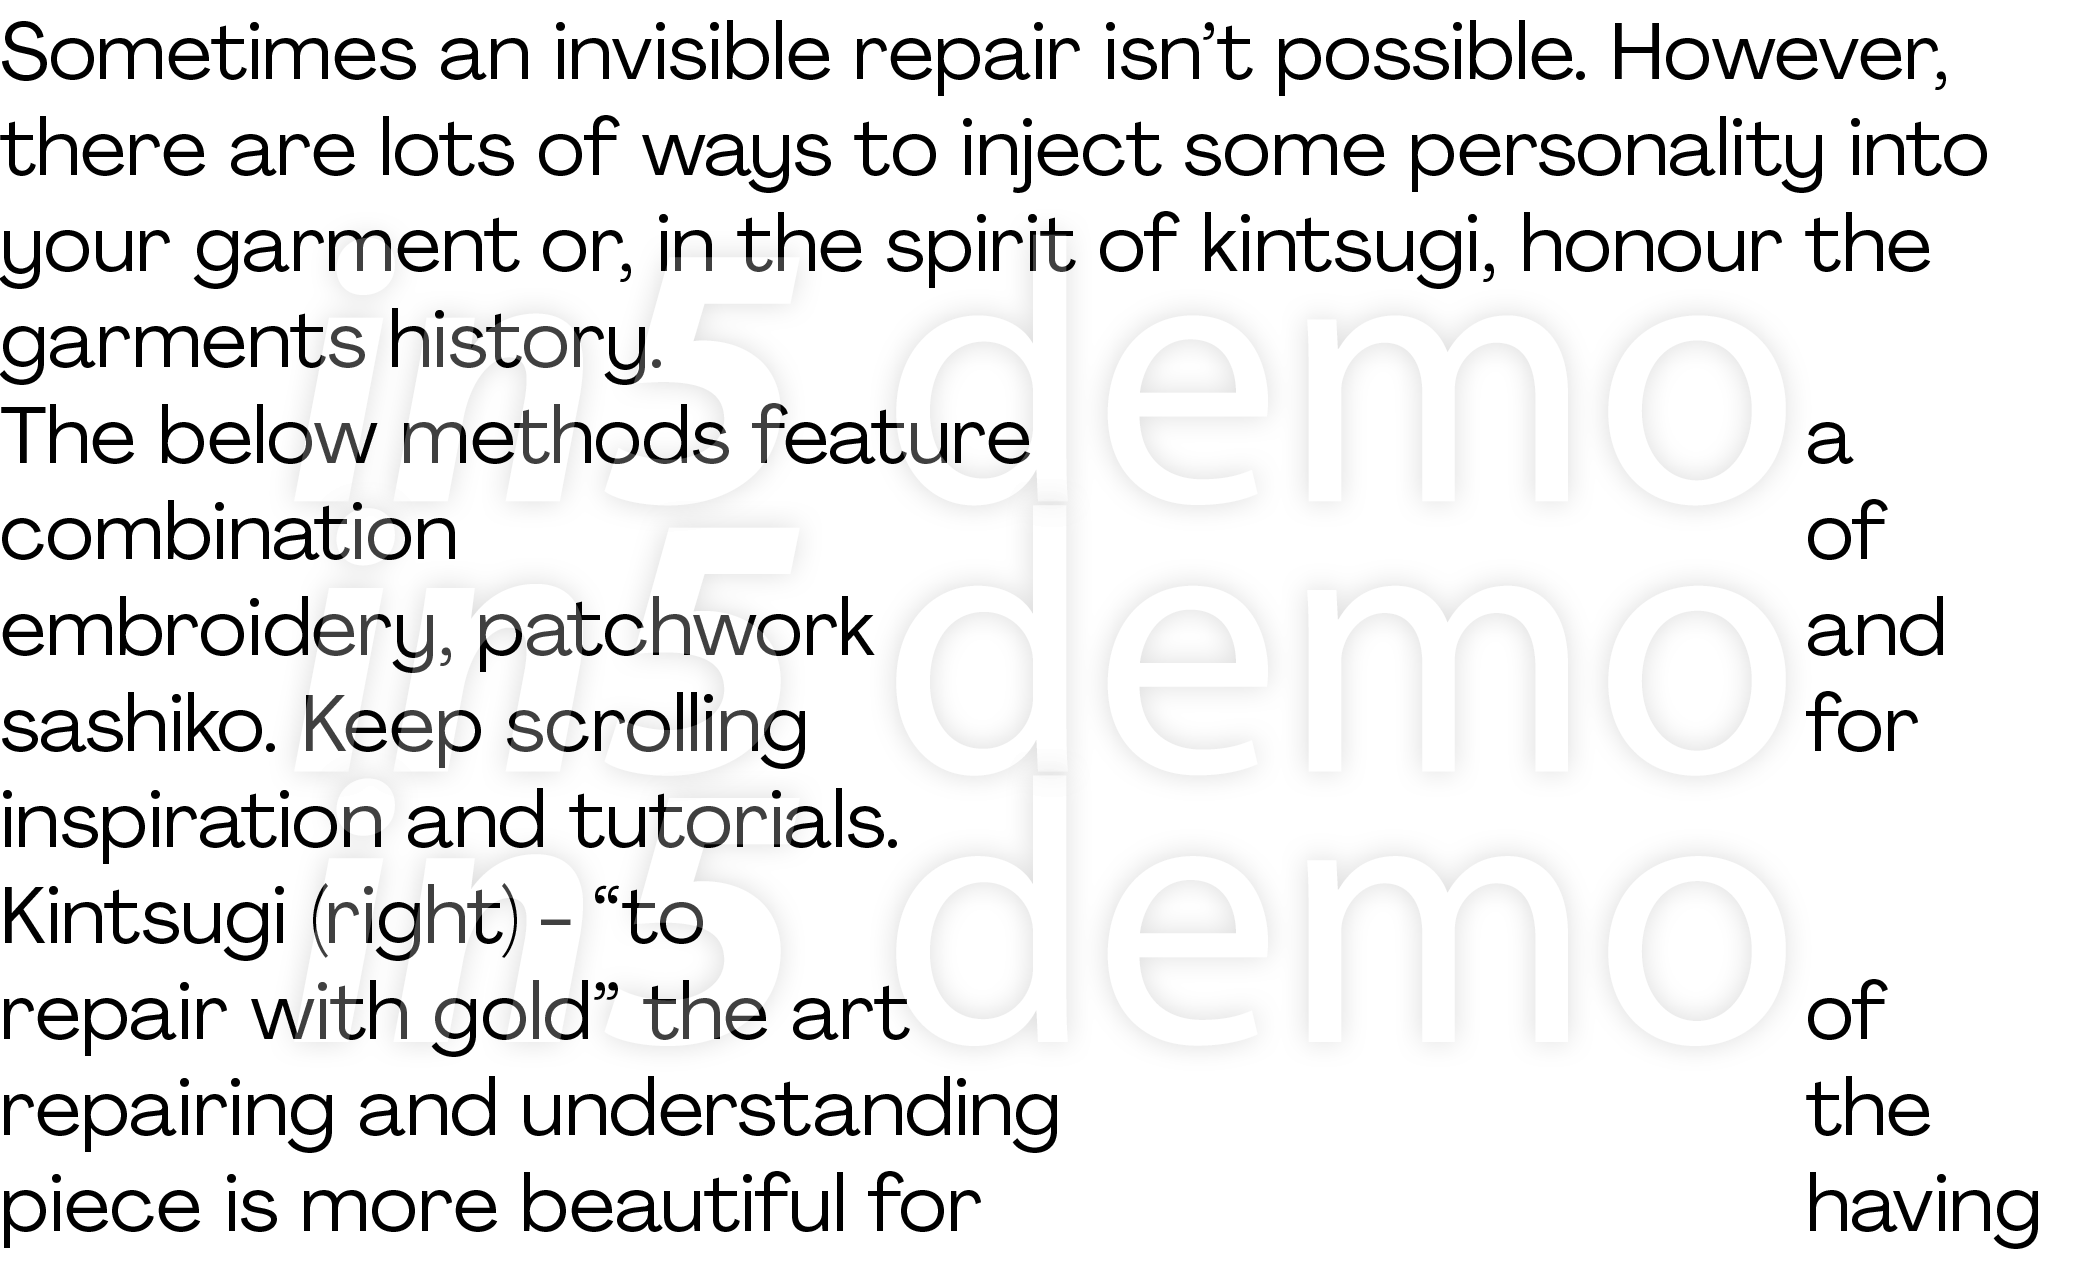 Sometimes an invisible repair isn’t possible. However,
there are lots of ways to inject some personality into
your garment or, in the spirit of kintsugi, honour the
garments history.
The below methods feature a
combination of
embroidery, patchwork and
sashiko. Keep scrolling for
inspiration and tutorials.
Kintsugi (right) – “to
repair with gold” the art of
repairing and understanding the
piece is more beautiful for having
in5 demo
in5 demo
in5 demo